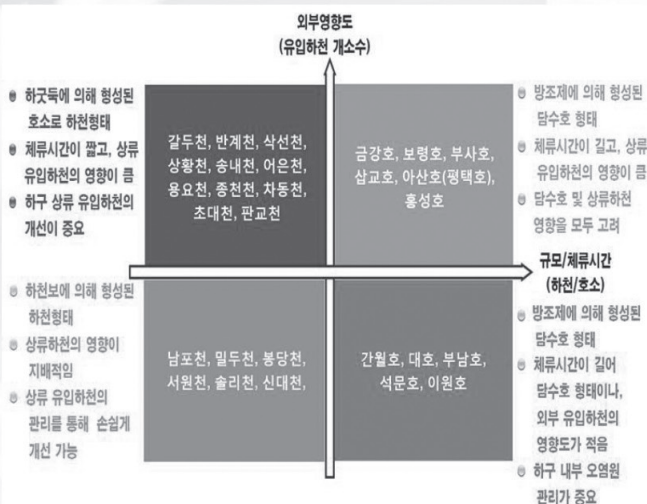 외부영향도
(유입하천 개소수)
하굿둑에 의해 형성된
호소로 하천형태
체류시간이 짧고, 상류
유입하천의 영향이 큼
하구 상류 유입하천의
개선이 중요
갈두천, 반계천, 삭선천,
상황천, 송내천, 어은천,
용요천, 종천천, 차동천,
초대천, 판교천
금강호, 보령호, 부사호,
삽교호, 아산호(평택호),
홍성호
방조제에 의해 형성된
담수호 형태
체류시간이 길고, 상류
유입하천의 영향이 큼
담수호 및 상류하천
영향을 모두 고려
규모/체류시간
(하천/호소)
하천보에 의해 형성된
하천형태
상류하천의 영향이
지배적임
상류 유입하천의
관리를 통해 손쉽게
개선 가능
남포천, 밀두천, 봉당천,
서원천, 솔리천, 신대천,
간월호, 대호, 부남호,
석문호, 이원호
방조제에 의해 형성된
담수호 형태
체류시간이 길어
담수호 형태이나,
외부 유입하천의
영향도가 적음
하구 내부 오염원
관리가 중요